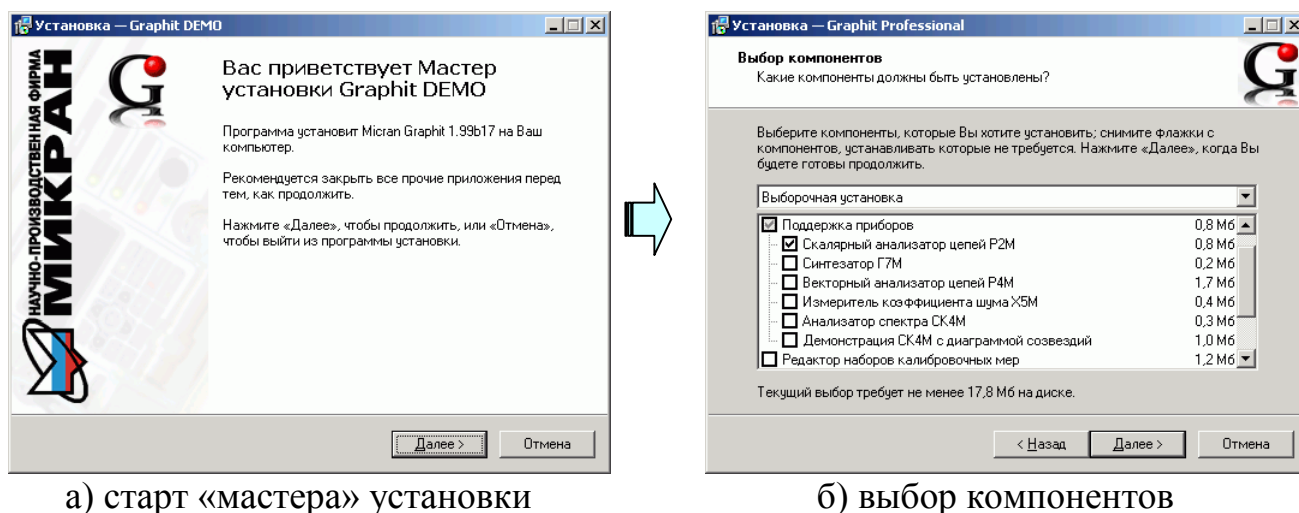 Установка — Graphit DEMO
НАУЧНО-ПРОИЗВОДСТВЕННАЯ ФИРМА
МИКРАН
Вас приветствует Мастер
установки Graphit DEMO
Программа установит Micran Graphit 1.99b17 на Ваш
компьютер.
Рекомендуется закрыть все прочие приложения перед
тем, как продолжить.
Нажмите «Далее», чтобы продолжить, или «Отмена»,
чтобы выйти из программы установки.
Далее >
Отмена
а) старт «мастера» установки
Установка — Graphit Professional
Выбор компонентов
Какие компоненты должны быть установлены?
Выберите компоненты, которые Вы хотите установить; снимите флажки с
компонентов, устанавливать которые не требуется. Нажмите «Далее», когда Вы
будете готовы продолжить.
Выборочная установка
Поддержка приборов 0,8 Мб
Скалярный анализатор цепей Р2М 0,8 Мб
Синтезатор Г7М 0,2 Мб
Векторный анализатор цепей Р4М 1,7 Мб
Измеритель коэффициента шума Х5М 0,4 Мб
Анализатор спектра СК4М 0,3 Мб
Демонстрация СК4М с диаграммой созвездий 1,0 Мб
Редактор наборов калибровочных мер 1,2 Мб
Текущий выбор требует не менее 17,8 Мб на диске.
< Назад
Далее >
Отмена
б) выбор компонентов